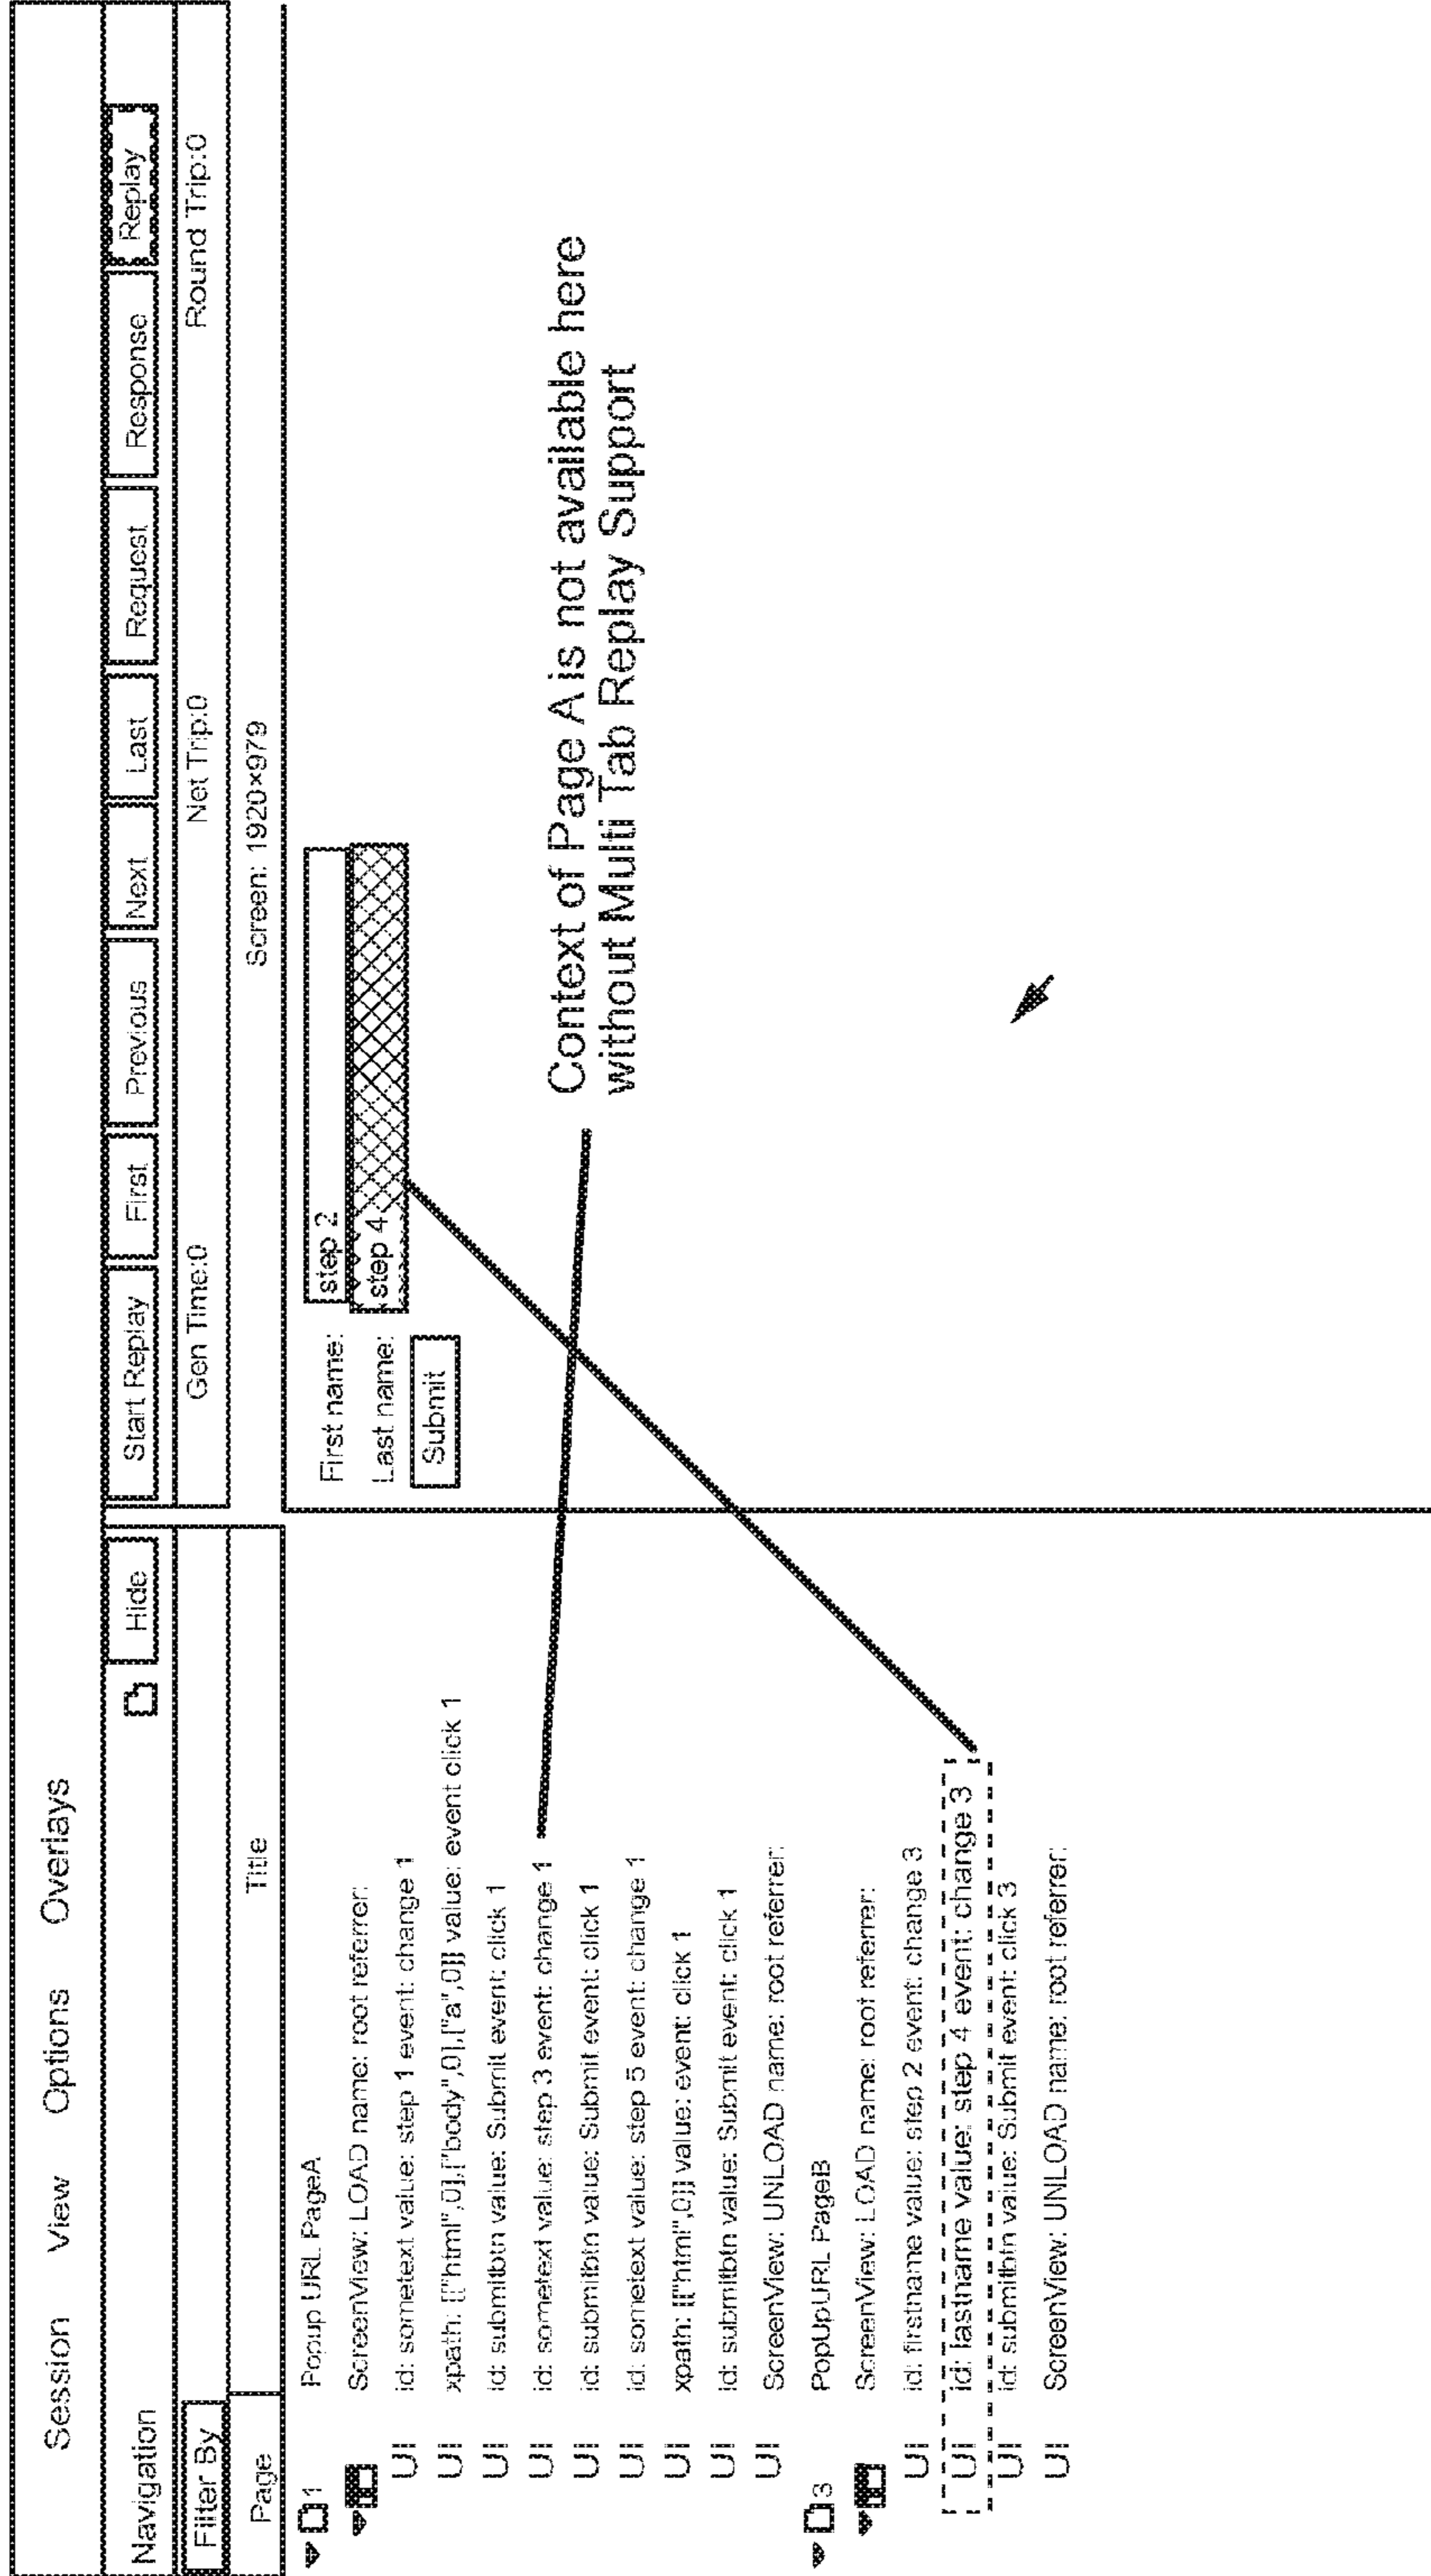 Session View Options Overlays
Navigation Hide Start Replay First Previous Next Last Request Response Replay
Filter By Gen Time:0 Net Trip:0 Round Trip:0
Page Title Screen: 1920×979
1 Popup URL PageA
ScreenView: LOAD name: root referrer:
UI id: sometext value: step 1 event: change 1
UI xpath: [["html",0],["body",0],["a",0]] value: event click 1
UI id: submitbtn value: Submit event: click 1
UI id: sometext value: step 3 event: change 1
UI id: submitbtn value: Submit event: click 1
UI id: sometext value: step 5 event: change 1
UI xpath: [["html",0]] value: event: click 1
UI id: submitbtn value: Submit event: click 1
UI ScreenView: UNLOAD name: root referrer:
3 PopUpURL PageB
ScreenView: LOAD name: root referrer:
UI id: firstname value: step 2 event: change 3
UI id: lastname value: step 4 event: change 3
UI id: submitbtn value: Submit event: click 3
UI ScreenView: UNLOAD name: root referrer:
First name: step 2
Last name: step 4
Submit
Context of Page A is not available here
without Multi Tab Replay Support